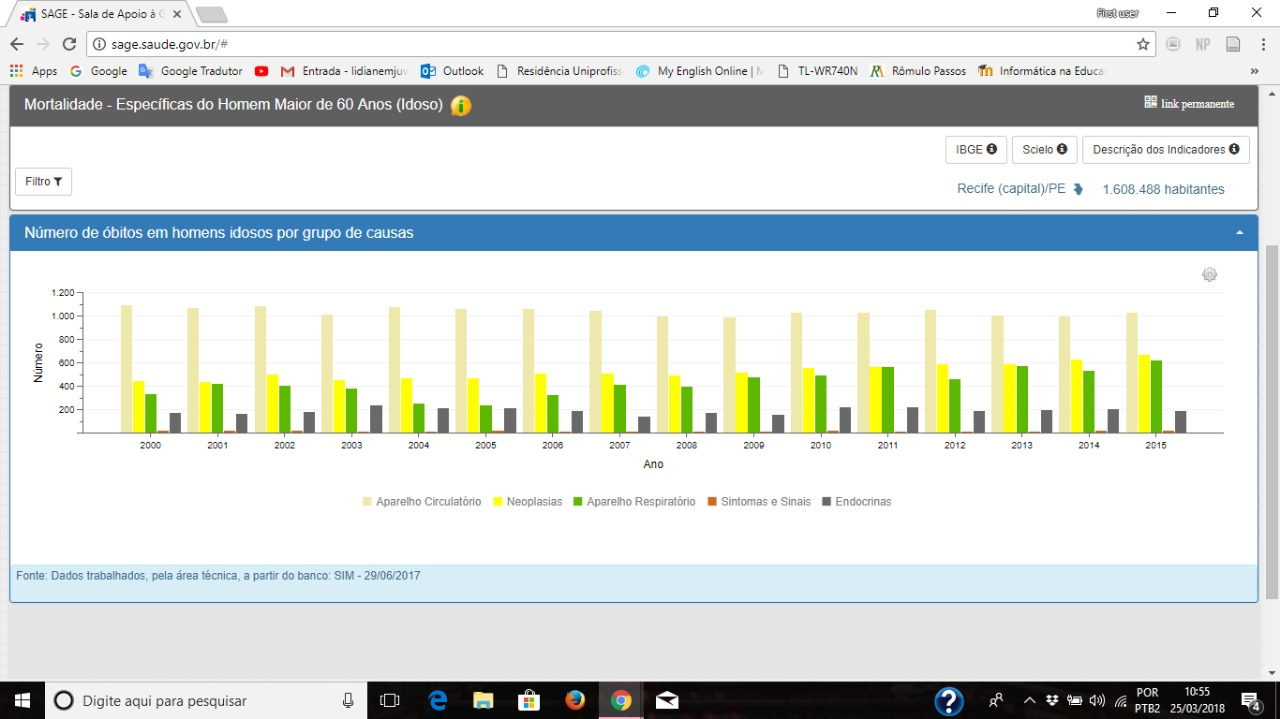 SAGE - Sala de Apoio à G
First user
sage.saude.gov.br/#
NP
Apps Google Google Tradutor Entrada - lidianemjuv Outlook Residência Uniprofiss My English Online | TL-WR740N Rômulo Passos Informática na Educa »
Mortalidade - Específicas do Homem Maior de 60 Anos (Idoso) link permanente
IBGE Scielo Descrição dos Indicadores
Filtro
Recife (capital)/PE 1.608.488 habitantes
Número de óbitos em homens idosos por grupo de causas
1.200
1.000
800
600
400
200
Número
2000 2001 2002 2003 2004 2005 2006 2007 2008 2009 2010 2011 2012 2013 2014 2015
Ano
Aparelho Circulatório Neoplasias Aparelho Respiratório Sintomas e Sinais Endocrinas
Fonte: Dados trabalhados, pela área técnica, a partir do banco: SIM - 29/06/2017
Digite aqui para pesquisar
POR 10:55
PTB2 25/03/2018
4